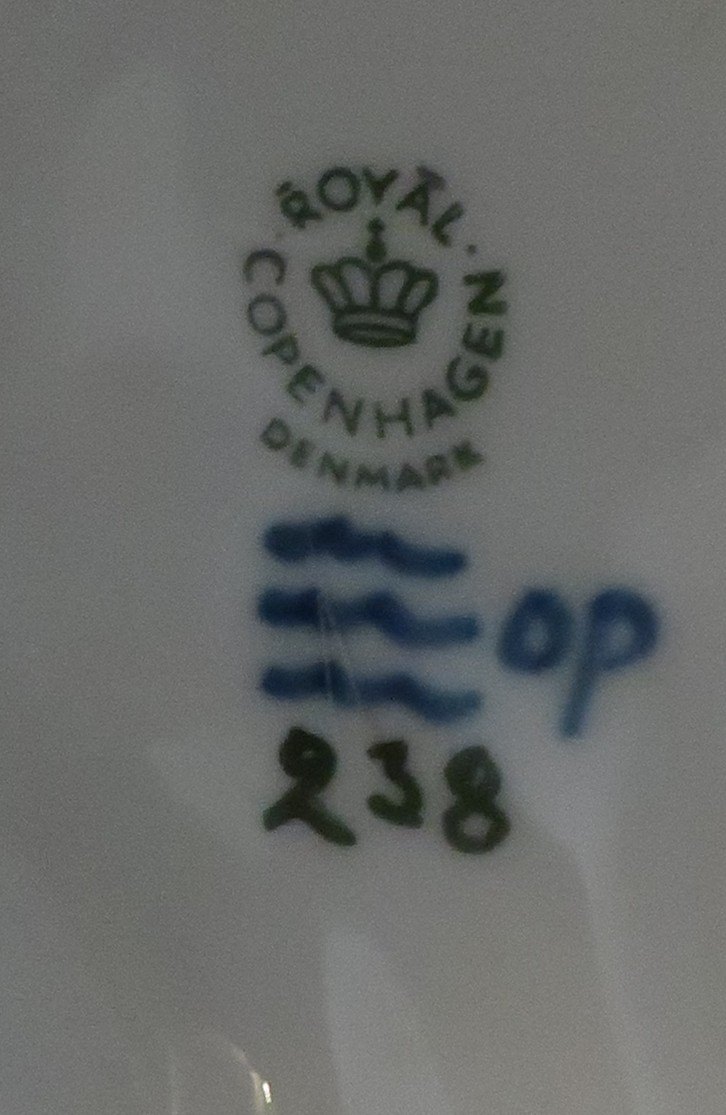 ROYAL
COPENHAGEN
DENMARK
OP
238